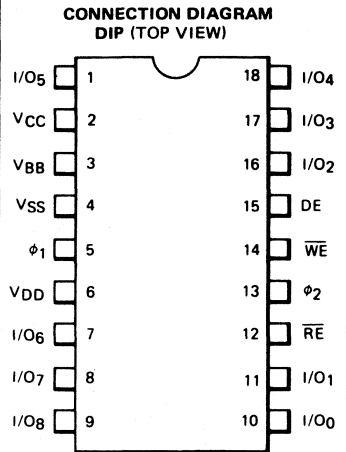 CONNECTION DIAGRAM
DIP (TOP VIEW)
I/O5 1 18 I/O4
VCC 2 17 I/O3
VBB 3 16 I/O2
VSS 4 15 DE
ϕ1 5 14 W̅E̅
VDD 6 13 ϕ2
I/O6 7 12 R̅E̅
I/O7 8 11 I/O1
I/O8 9 10 I/O0